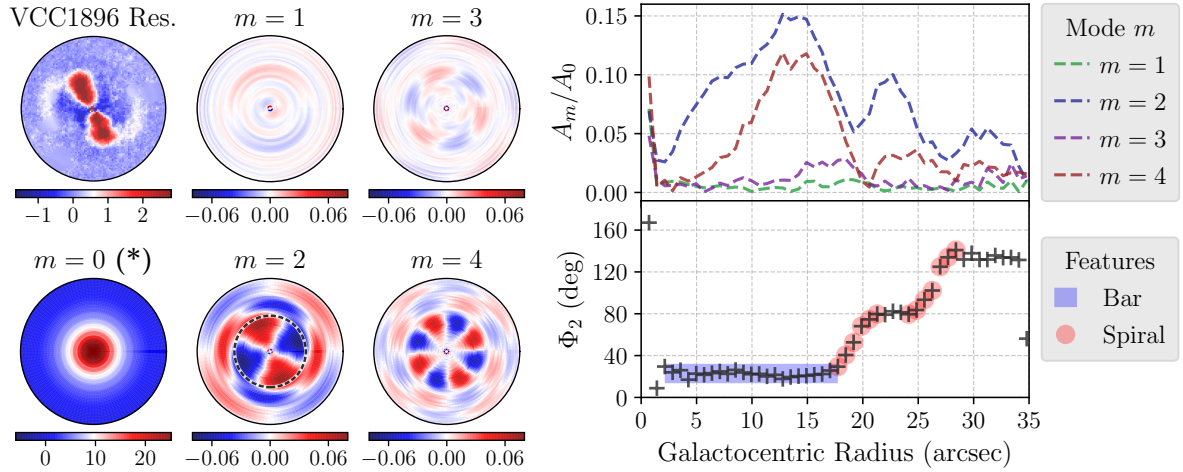 VCC1896 Res.
m = 1
m = 3
−1 0 1 2
−0.06 0.00 0.06
−0.06 0.00 0.06
m = 0 (*)
m = 2
m = 4
0 10 20
−0.06 0.00 0.06
−0.06 0.00 0.06
A_m/A_0
0.15
0.10
0.05
0.00
Mode m
m = 1
m = 2
m = 3
m = 4
Φ_2 (deg)
160
120
80
40
0
0 5 10 15 20 25 30 35
Galactocentric Radius (arcsec)
Features
Bar
Spiral